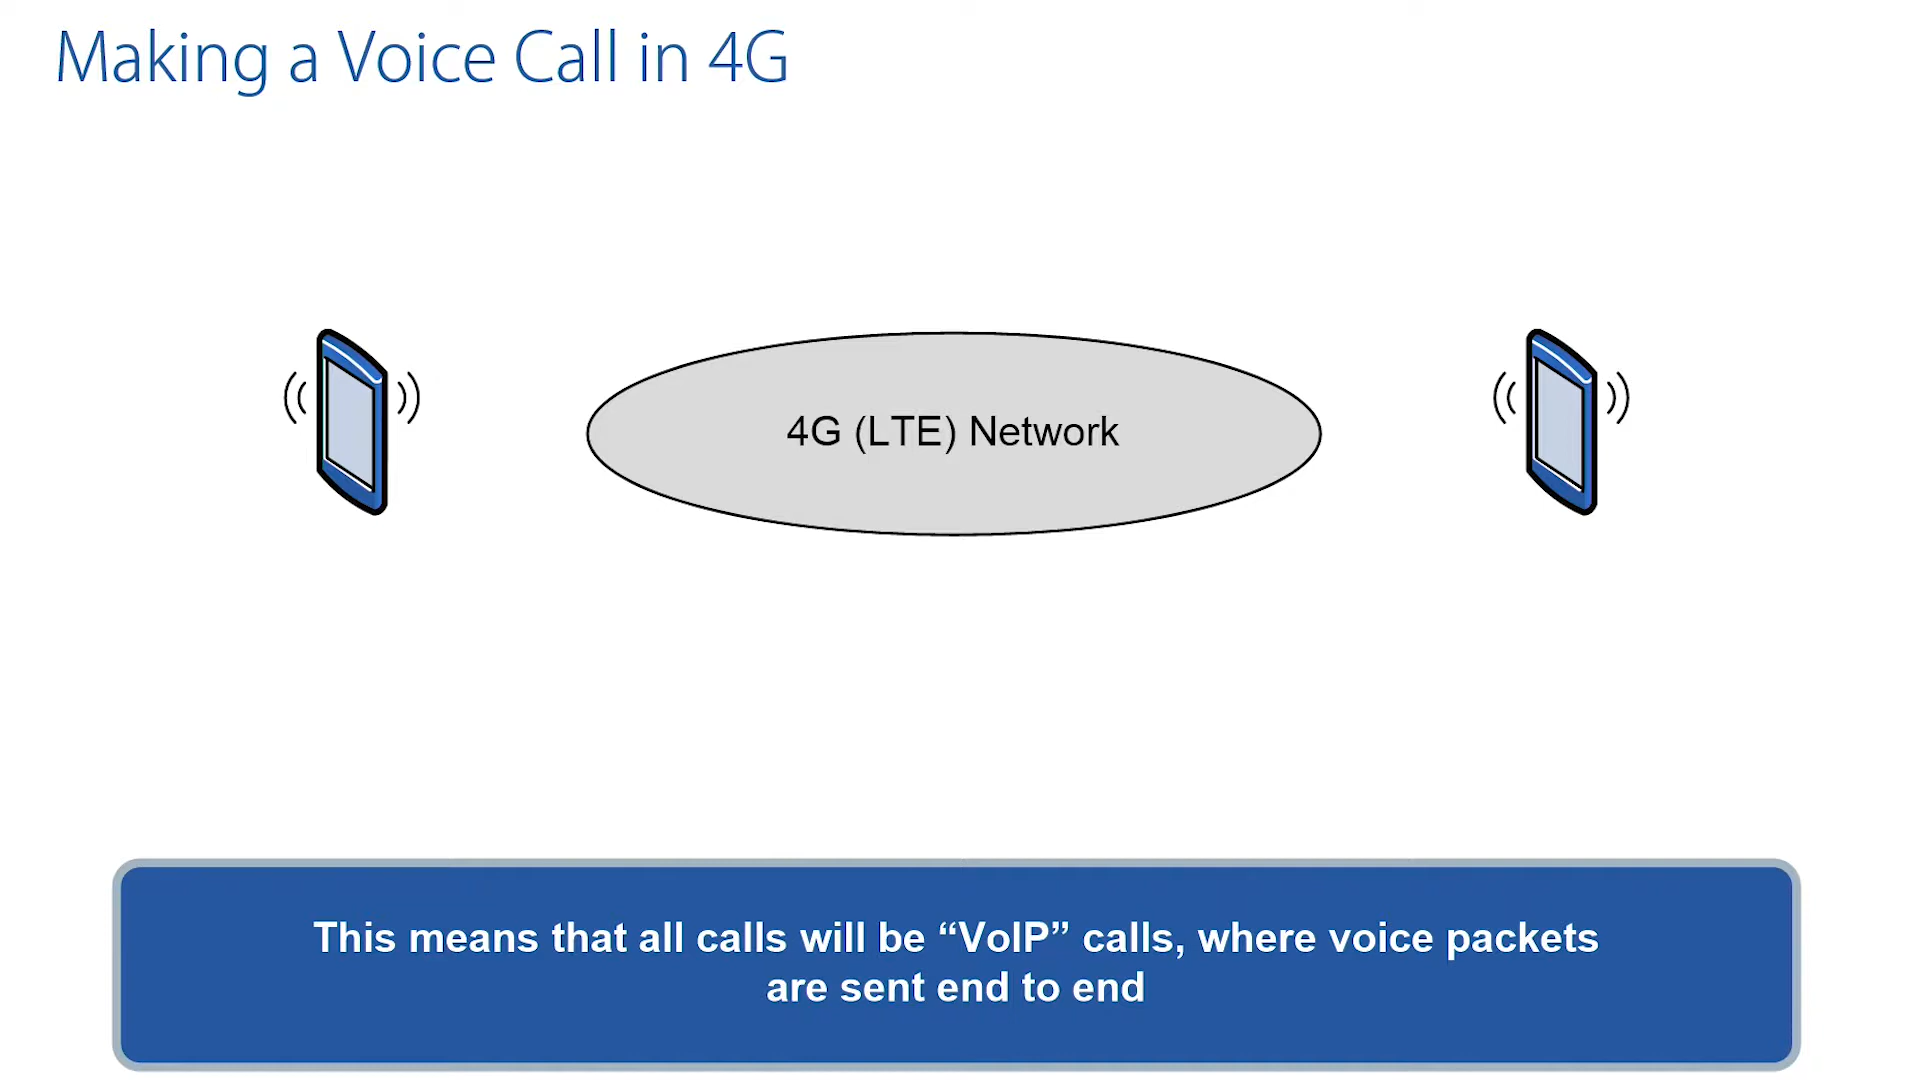 Making a Voice Call in 4G
4G (LTE) Network
This means that all calls will be “VoIP” calls, where voice packets
are sent end to end